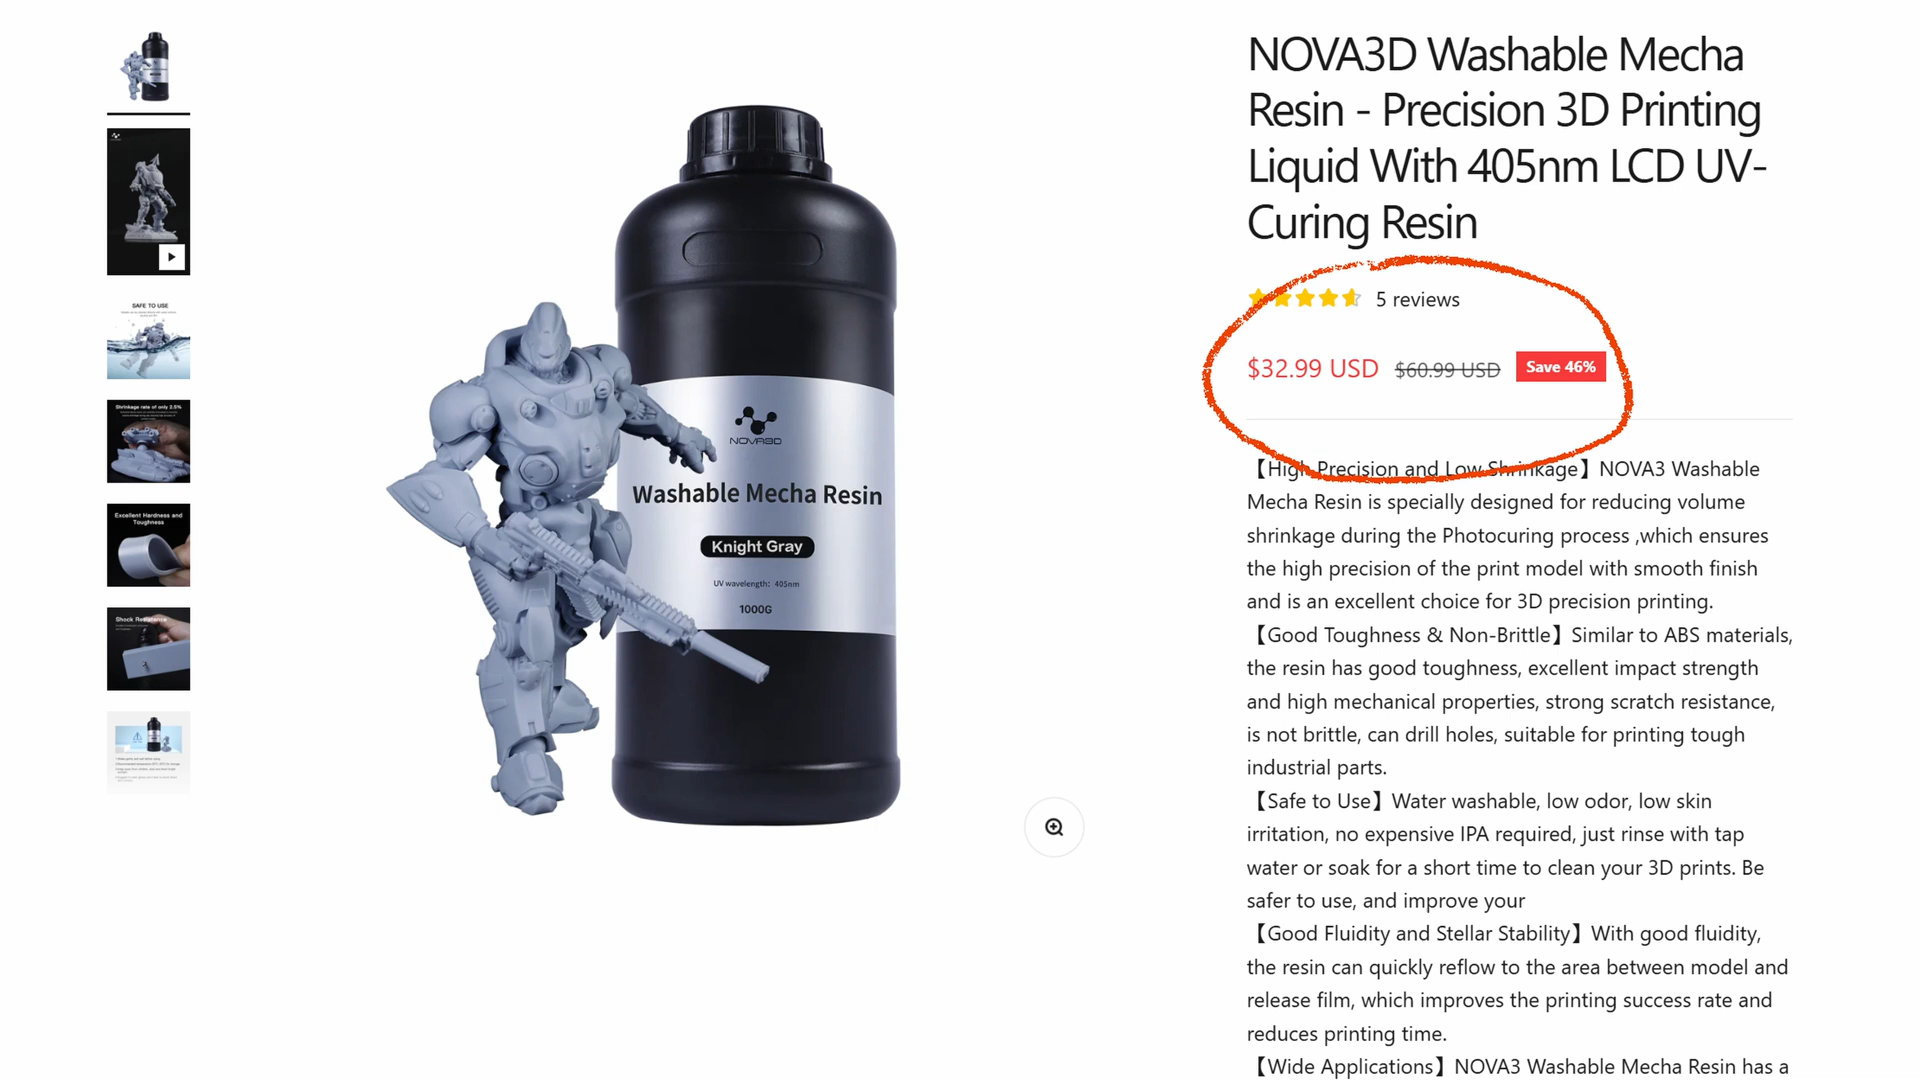 NOVA3D Washable Mecha
Resin - Precision 3D Printing
Liquid With 405nm LCD UV-
Curing Resin
5 reviews
$32.99 USD $60.99 USD Save 46%
【High Precision and Low Shrinkage】NOVA3 Washable
Mecha Resin is specially designed for reducing volume
shrinkage during the Photocuring process ,which ensures
the high precision of the print model with smooth finish
and is an excellent choice for 3D precision printing.
【Good Toughness & Non-Brittle】Similar to ABS materials,
the resin has good toughness, excellent impact strength
and high mechanical properties, strong scratch resistance,
is not brittle, can drill holes, suitable for printing tough
industrial parts.
【Safe to Use】Water washable, low odor, low skin
irritation, no expensive IPA required, just rinse with tap
water or soak for a short time to clean your 3D prints. Be
safer to use, and improve your
【Good Fluidity and Stellar Stability】With good fluidity,
the resin can quickly reflow to the area between model and
release film, which improves the printing success rate and
reduces printing time.
【Wide Applications】NOVA3 Washable Mecha Resin has a
NOVA3D
Washable Mecha Resin
Knight Gray
UV wavelength: 405nm
1000G
SAFE TO USE
Shrinkage rate of only 2.5%
Excellent Hardness and
Toughness
Shock Resistance